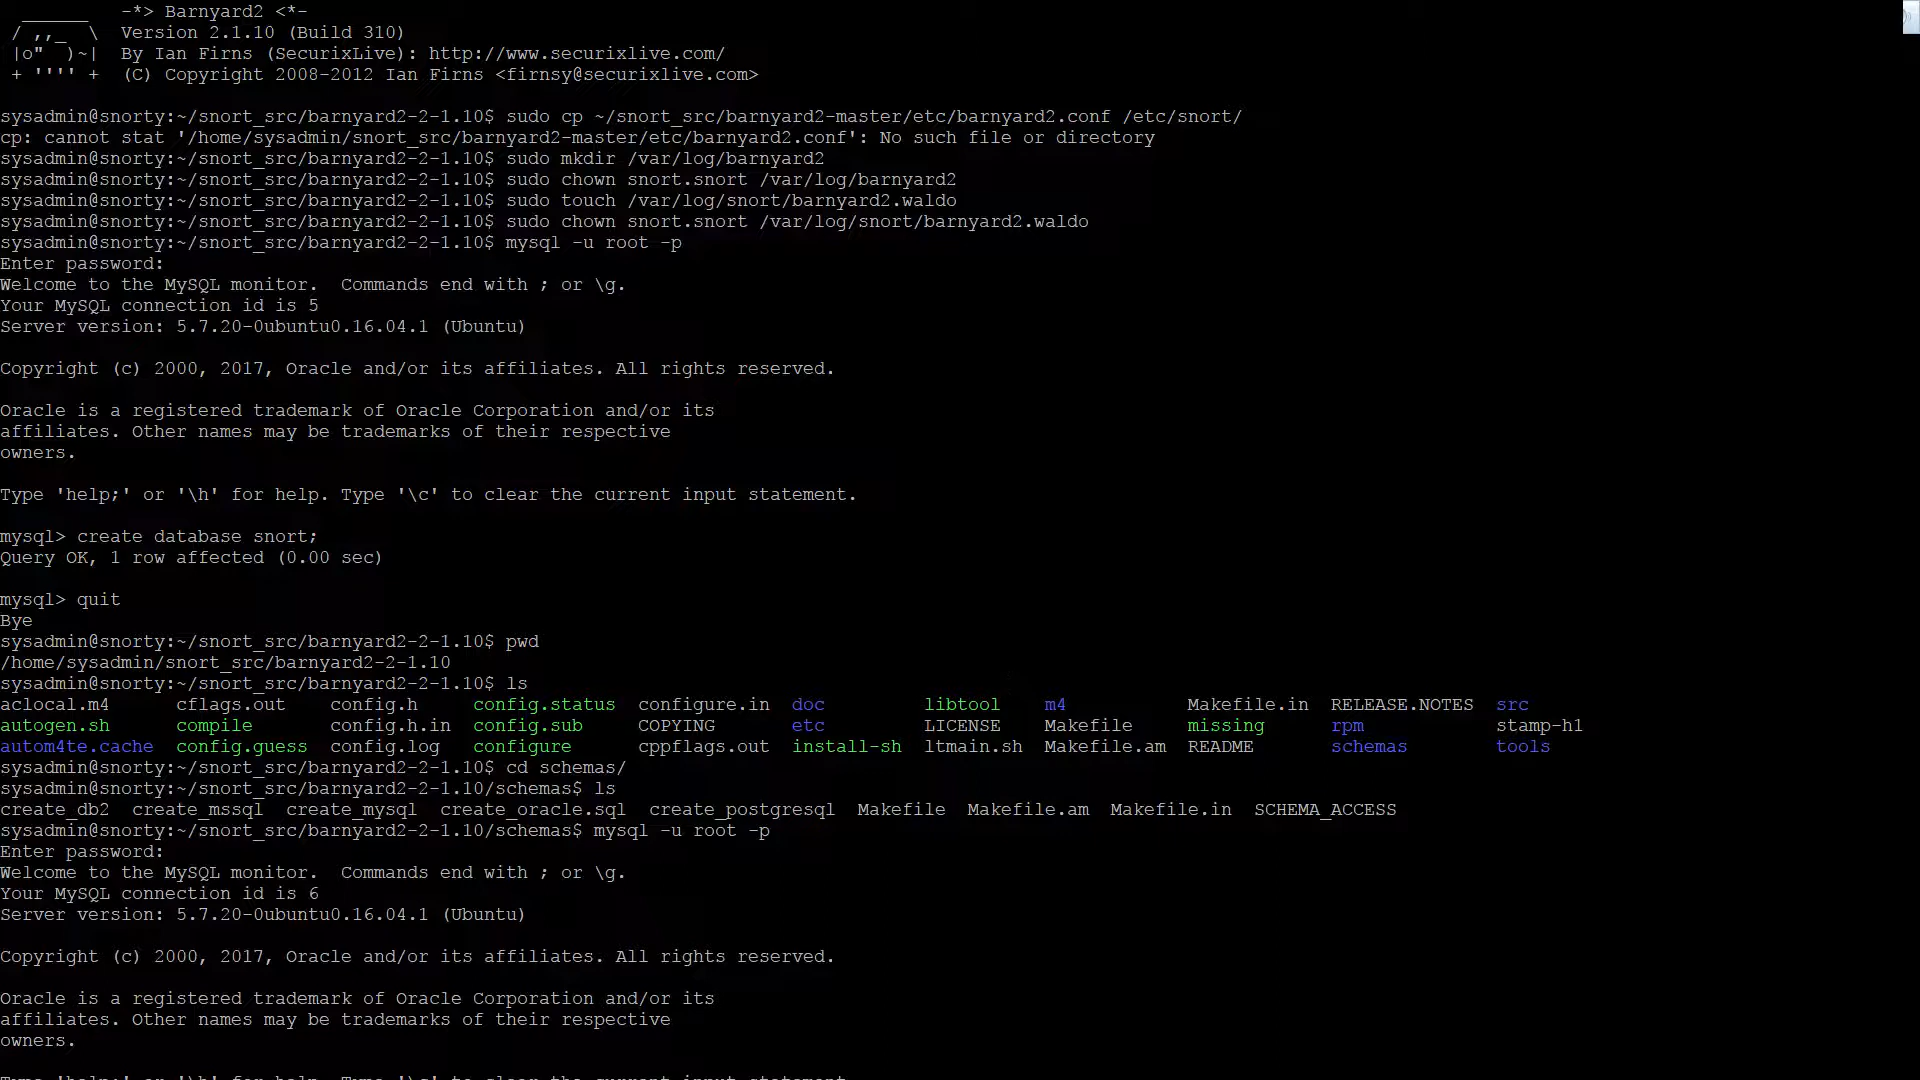 ______   -*> Barnyard2 <*-
/ ,,_  \  Version 2.1.10 (Build 310)
|o"  )~|  By Ian Firns (SecurixLive): http://www.securixlive.com/
+ '''' +  (C) Copyright 2008-2012 Ian Firns <firnsy@securixlive.com>
sysadmin@snorty:~/snort_src/barnyard2-2-1.10$ sudo cp ~/snort_src/barnyard2-master/etc/barnyard2.conf /etc/snort/
cp: cannot stat '/home/sysadmin/snort_src/barnyard2-master/etc/barnyard2.conf': No such file or directory
sysadmin@snorty:~/snort_src/barnyard2-2-1.10$ sudo mkdir /var/log/barnyard2
sysadmin@snorty:~/snort_src/barnyard2-2-1.10$ sudo chown snort.snort /var/log/barnyard2
sysadmin@snorty:~/snort_src/barnyard2-2-1.10$ sudo touch /var/log/snort/barnyard2.waldo
sysadmin@snorty:~/snort_src/barnyard2-2-1.10$ sudo chown snort.snort /var/log/snort/barnyard2.waldo
sysadmin@snorty:~/snort_src/barnyard2-2-1.10$ mysql -u root -p
Enter password:
Welcome to the MySQL monitor.  Commands end with ; or \g.
Your MySQL connection id is 5
Server version: 5.7.20-0ubuntu0.16.04.1 (Ubuntu)
Copyright (c) 2000, 2017, Oracle and/or its affiliates. All rights reserved.
Oracle is a registered trademark of Oracle Corporation and/or its
affiliates. Other names may be trademarks of their respective
owners.
Type 'help;' or '\h' for help. Type '\c' to clear the current input statement.
mysql> create database snort;
Query OK, 1 row affected (0.00 sec)
mysql> quit
Bye
sysadmin@snorty:~/snort_src/barnyard2-2-1.10$ pwd
/home/sysadmin/snort_src/barnyard2-2-1.10
sysadmin@snorty:~/snort_src/barnyard2-2-1.10$ ls
aclocal.m4      cflags.out    config.h    config.status  configure.in  doc         libtool    m4           Makefile.in  RELEASE.NOTES  src
autogen.sh      compile       config.h.in  config.sub    COPYING       etc         LICENSE    Makefile     missing      rpm            stamp-h1
autom4te.cache  config.guess  config.log  configure      cppflags.out  install-sh  ltmain.sh  Makefile.am  README       schemas        tools
sysadmin@snorty:~/snort_src/barnyard2-2-1.10$ cd schemas/
sysadmin@snorty:~/snort_src/barnyard2-2-1.10/schemas$ ls
create_db2  create_mssql  create_mysql  create_oracle.sql  create_postgresql  Makefile  Makefile.am  Makefile.in  SCHEMA_ACCESS
sysadmin@snorty:~/snort_src/barnyard2-2-1.10/schemas$ mysql -u root -p
Enter password:
Welcome to the MySQL monitor.  Commands end with ; or \g.
Your MySQL connection id is 6
Server version: 5.7.20-0ubuntu0.16.04.1 (Ubuntu)
Copyright (c) 2000, 2017, Oracle and/or its affiliates. All rights reserved.
Oracle is a registered trademark of Oracle Corporation and/or its
affiliates. Other names may be trademarks of their respective
owners.
Type 'help;' or '\h' for help. Type '\c' to clear the current input statement.